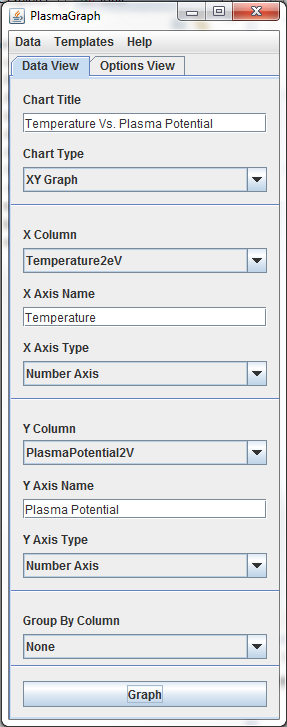 PlasmaGraph
Data Templates Help
Data View Options View
Chart Title
Temperature Vs. Plasma Potential
Chart Type
XY Graph
X Column
Temperature2eV
X Axis Name
Temperature
X Axis Type
Number Axis
Y Column
PlasmaPotential2V
Y Axis Name
Plasma Potential
Y Axis Type
Number Axis
Group By Column
None
Graph